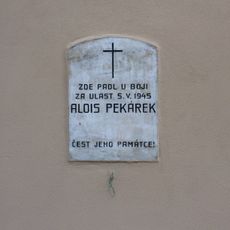 ZDE PADL V BOJI
ZA VLAST 5.V.1945
ALOIS PEKÁREK
ČEST JEHO PAMÁTCE!